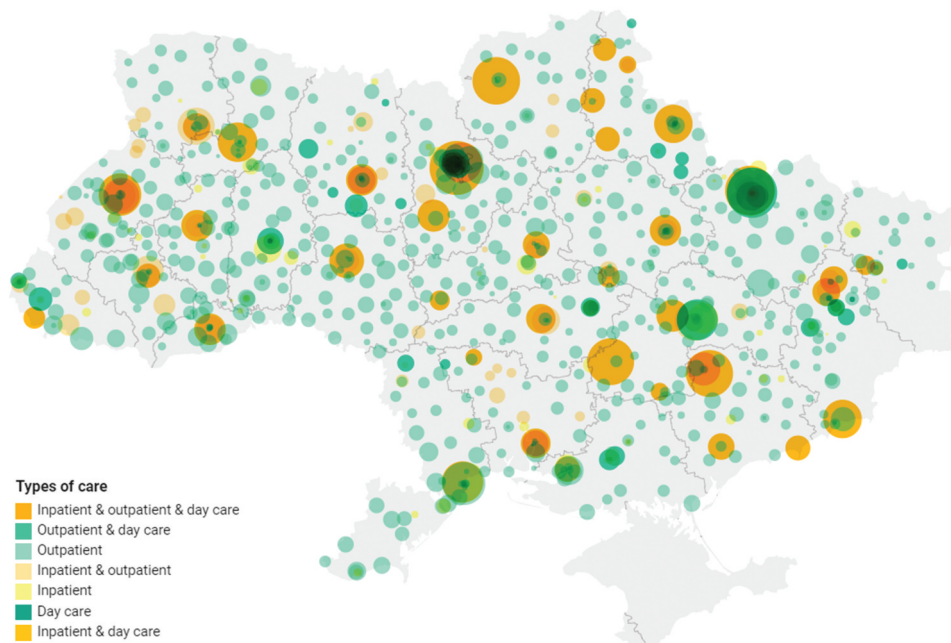 Types of care
Inpatient & outpatient & day care
Outpatient & day care
Outpatient
Inpatient & outpatient
Inpatient
Day care
Inpatient & day care